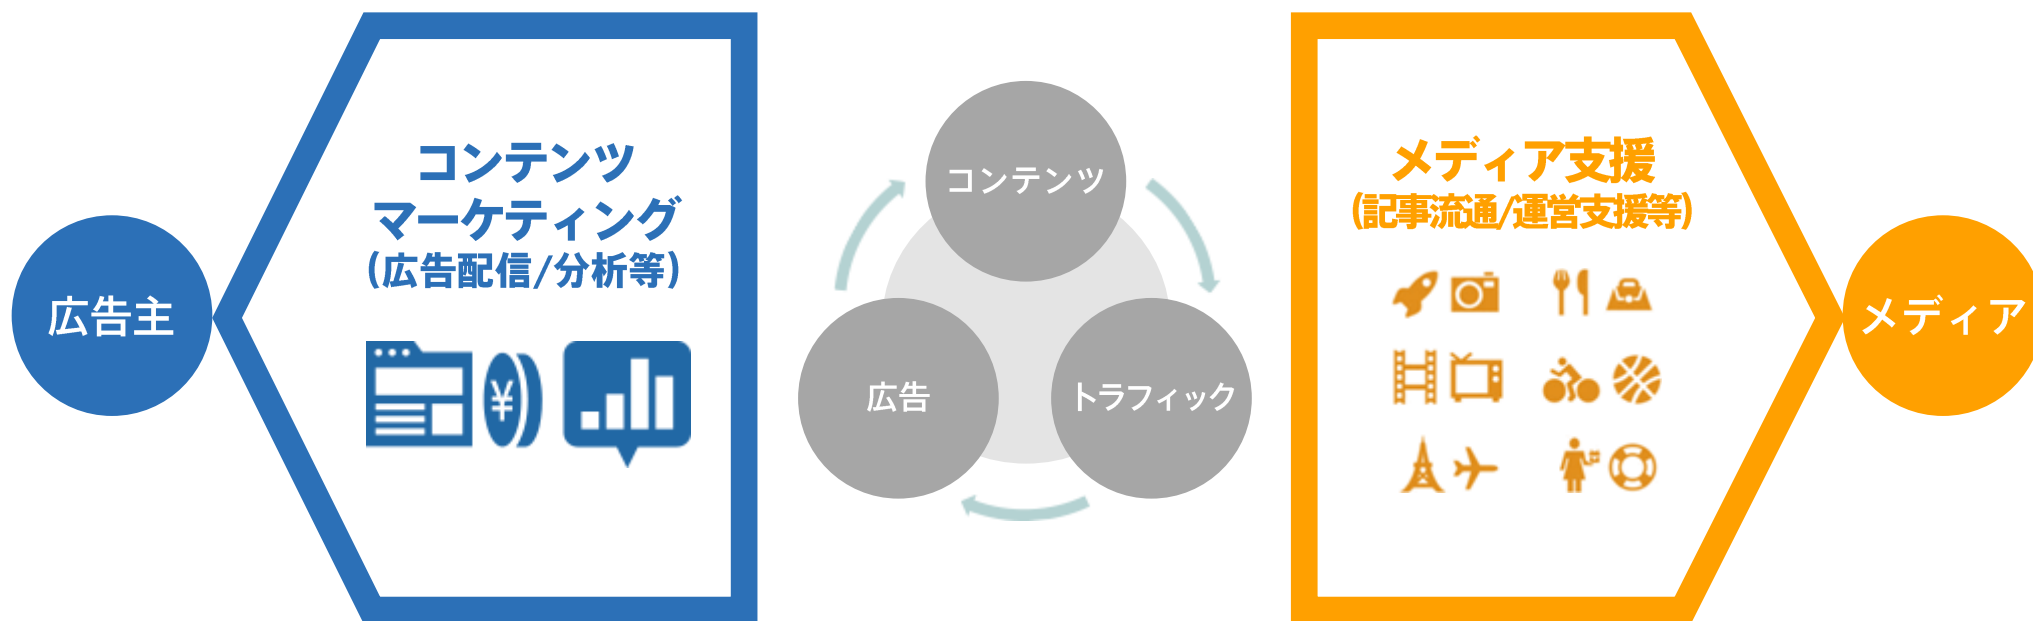 広告主
コンテンツ
マーケティング
（広告配信/分析等）
¥
コンテンツ
広告
トラフィック
メディア支援
（記事流通/運営支援等）
メディア